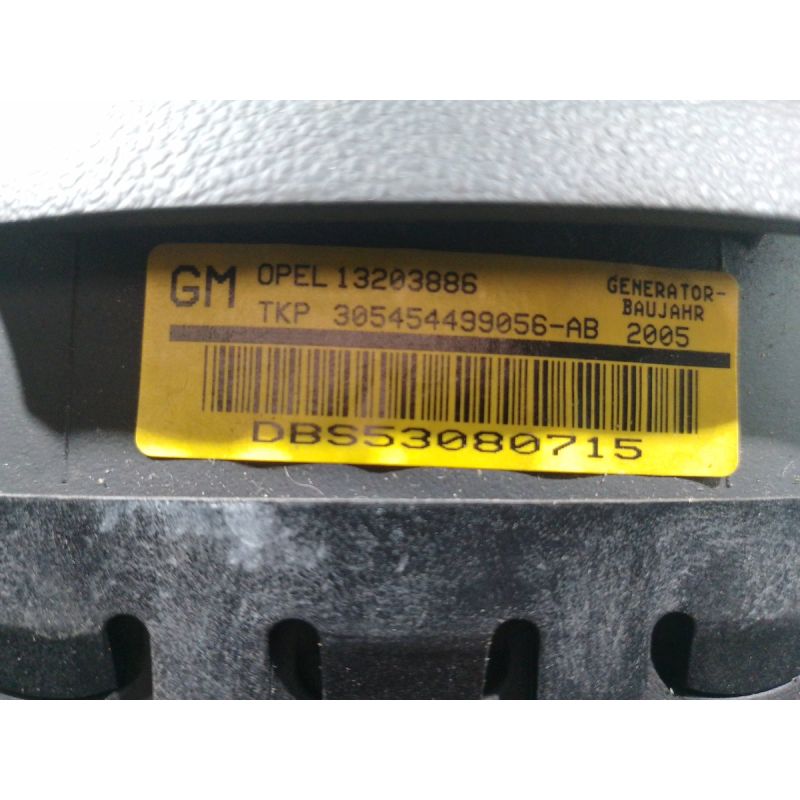 GM OPEL 13203886 GENERATOR-
BAUJAHR
TKP 305454499056-AB 2005
DBS53080715